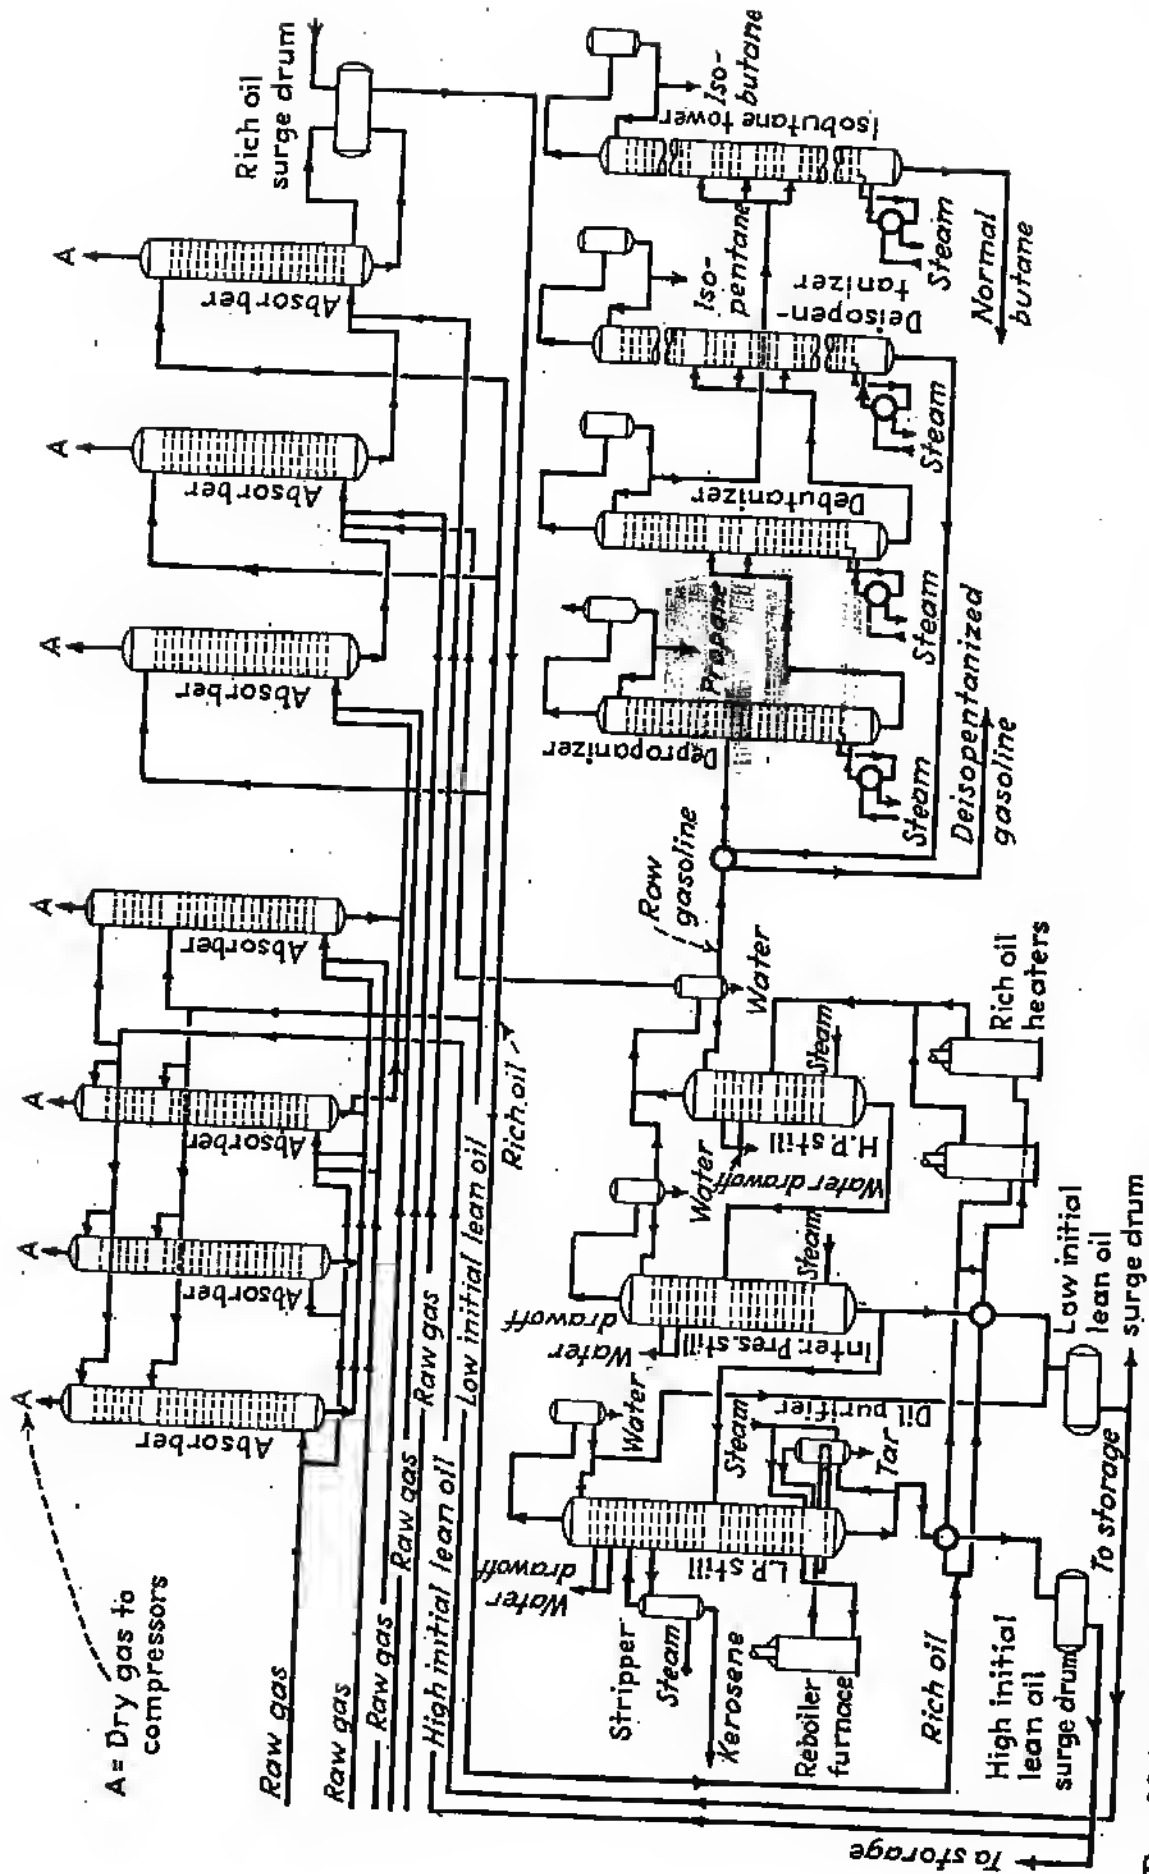 A = Dry gas to
compressors
A
A
A
A
A
A
A
Absorber
Absorber
Absorber
Absorber
Absorber
Absorber
Absorber
Rich oil
surge drum
Raw gas
Raw gas
Raw gas
Raw gas
Raw gas
High initial lean oil
Low initial lean oil
Rich oil
Water
drawoff
Water
Stripper
Steam
Kerosene
L.P. still
Steam
Oil purifier
Tar
Reboiler
furnace
Rich oil
High initial
lean oil
surge drum
To storage
To storage
Water
drawoff
Inter. Pres. still
Steam
Water
Low initial
lean oil
surge drum
Water drawoff
H.P. still
Steam
Water
Rich oil
heaters
Raw
gasoline
Depropanizer
Propane
Steam
Deisopentanized
gasoline
Debutanizer
Steam
Iso-
pentane
Deisopen-
tanizer
Steam
Iso-
butane
Isobutane tower
Steam
Normal
butane